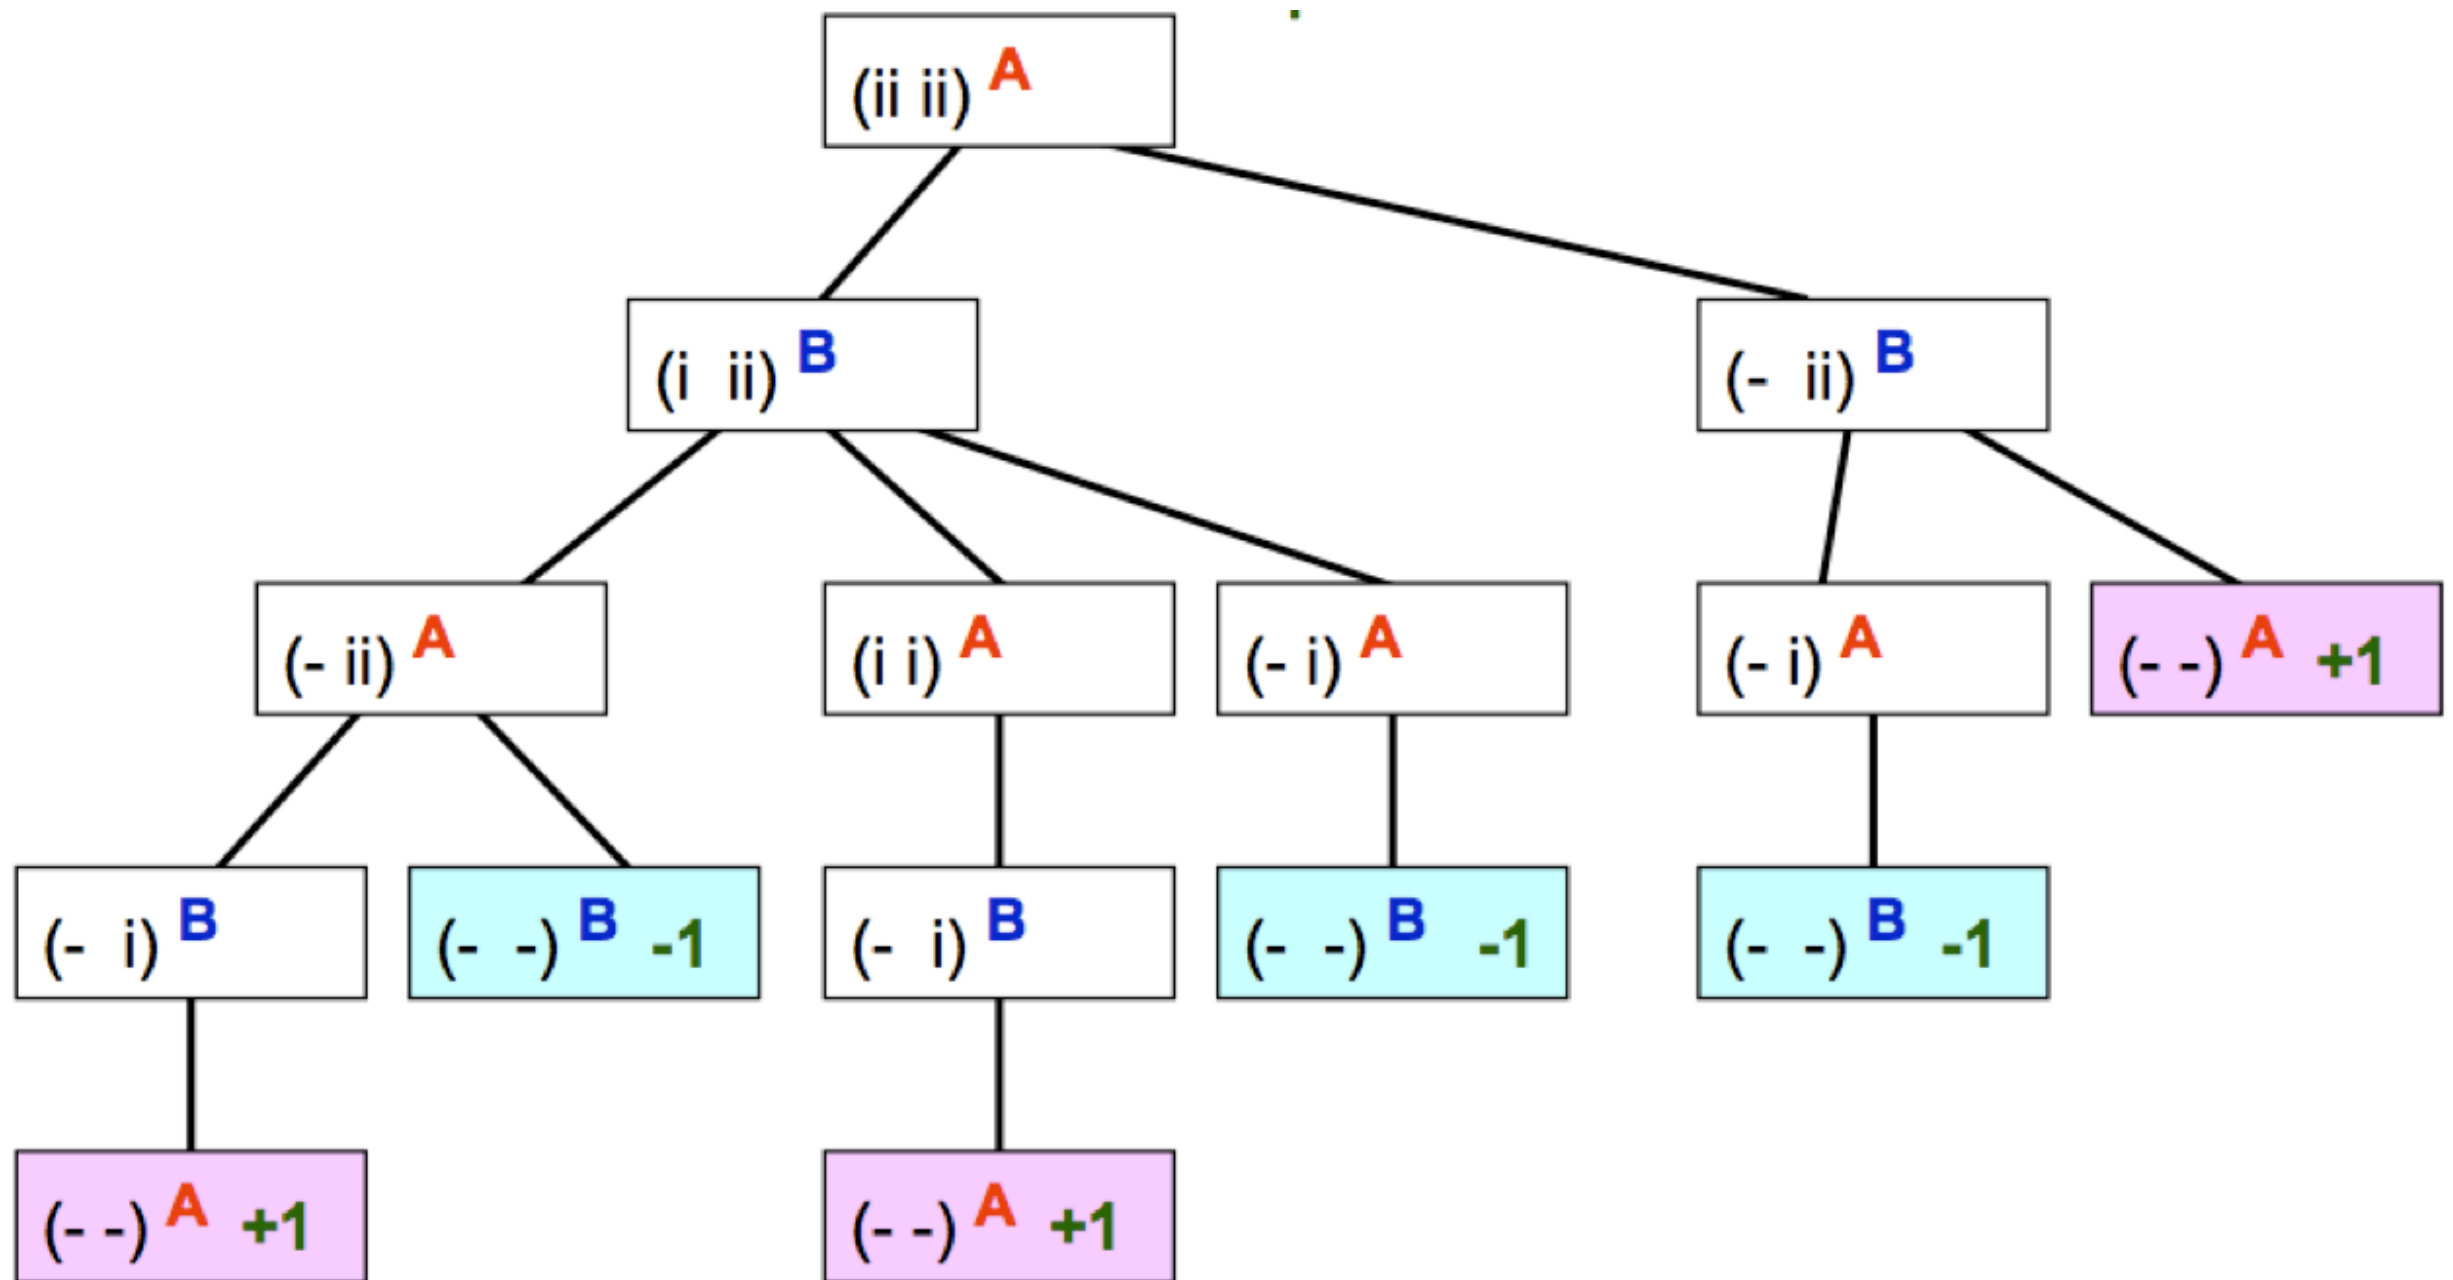 (ii ii) A
(i ii) B
(- ii) B
(- ii) A
(i i) A
(- i) A
(- i) A
(- -) A +1
(- i) B
(- -) B -1
(- i) B
(- -) B -1
(- -) B -1
(- -) A +1
(- -) A +1